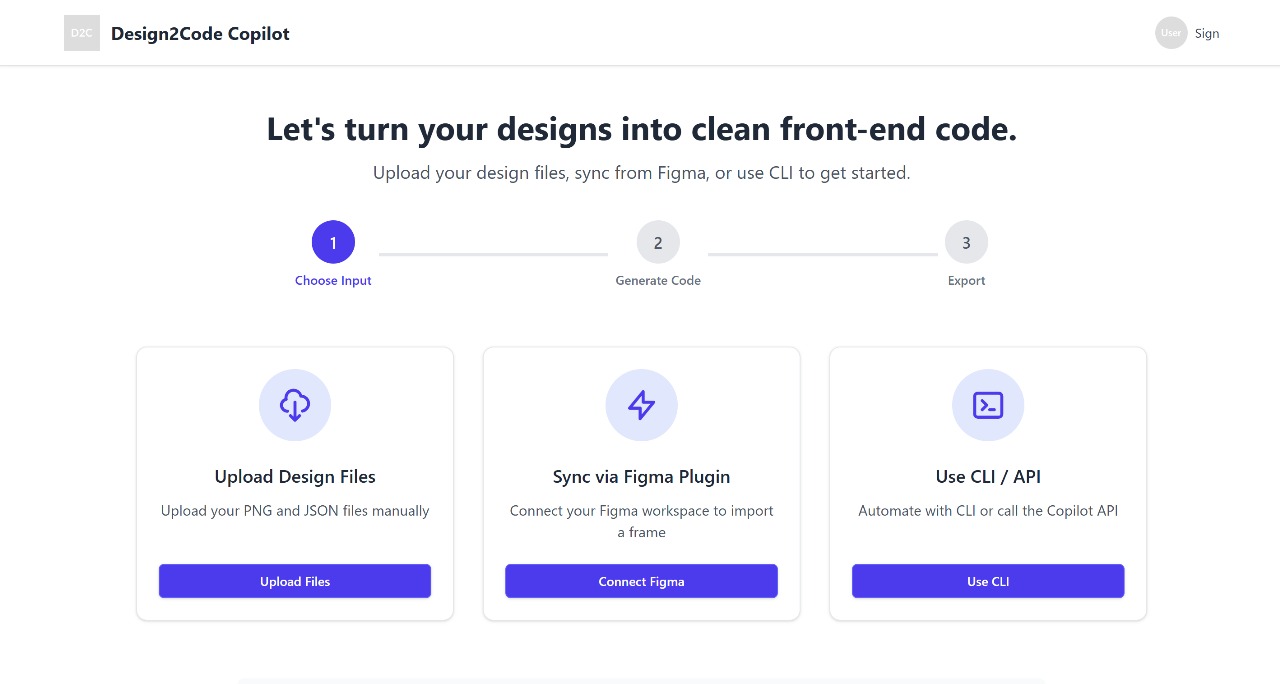 D2C
Design2Code Copilot
User
Sign
Let's turn your designs into clean front-end code.
Upload your design files, sync from Figma, or use CLI to get started.
1
2
3
Choose Input
Generate Code
Export
Upload Design Files
Upload your PNG and JSON files manually
Upload Files
Sync via Figma Plugin
Connect your Figma workspace to import
a frame
Connect Figma
Use CLI / API
Automate with CLI or call the Copilot API
Use CLI